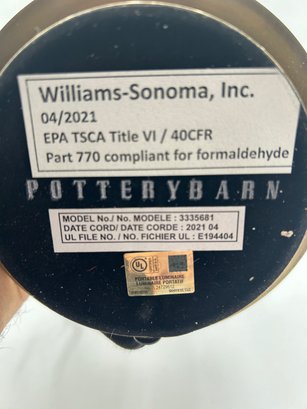 Williams-Sonoma, Inc.
04/2021
EPA TSCA Title VI / 40CFR
Part 770 compliant for formaldehyde
POTTERYBARN
MODEL No./ No. MODELE : 3335681
DATE CORD/ DATE CORDE : 2021 04
UL FILE NO. / NO. FICHIER UL : E194404
UL
PORTABLE LUMINAIRE
LUMINAIRE PORTATIF